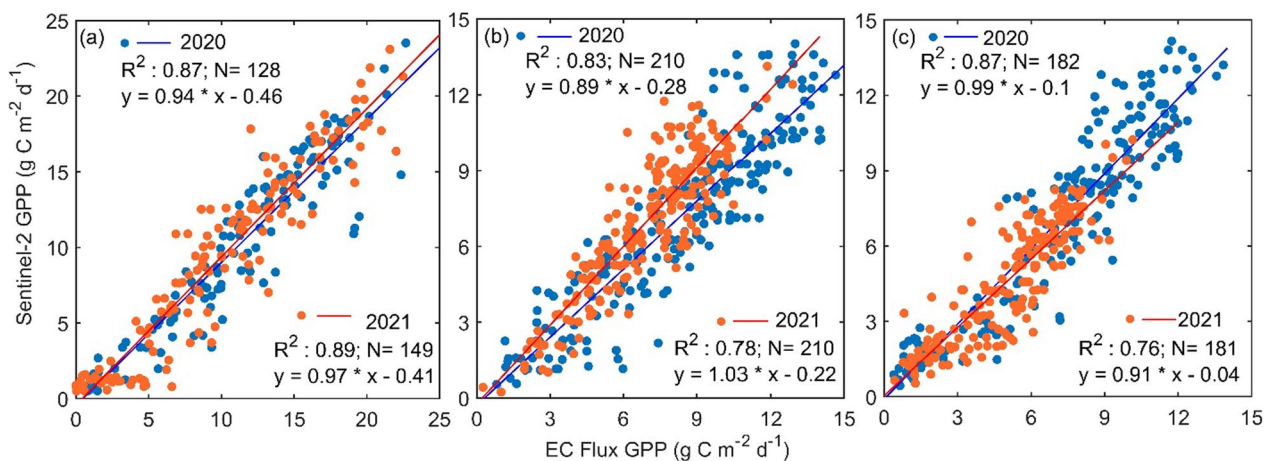 Sentinel-2 GPP (g C m⁻² d⁻¹)
25
20
15
10
5
0
(a)
2020
R² : 0.87; N= 128
y = 0.94 * x - 0.46
2021
R² : 0.89; N= 149
y = 0.97 * x - 0.41
0 5 10 15 20 25
15
12
9
6
3
0
(b)
2020
R² : 0.83; N= 210
y = 0.89 * x - 0.28
2021
R² : 0.78; N= 210
y = 1.03 * x - 0.22
0 3 6 9 12 15
15
12
9
6
3
0
(c)
2020
R² : 0.87; N= 182
y = 0.99 * x - 0.1
2021
R² : 0.76; N= 181
y = 0.91 * x - 0.04
0 3 6 9 12 15
EC Flux GPP (g C m⁻² d⁻¹)